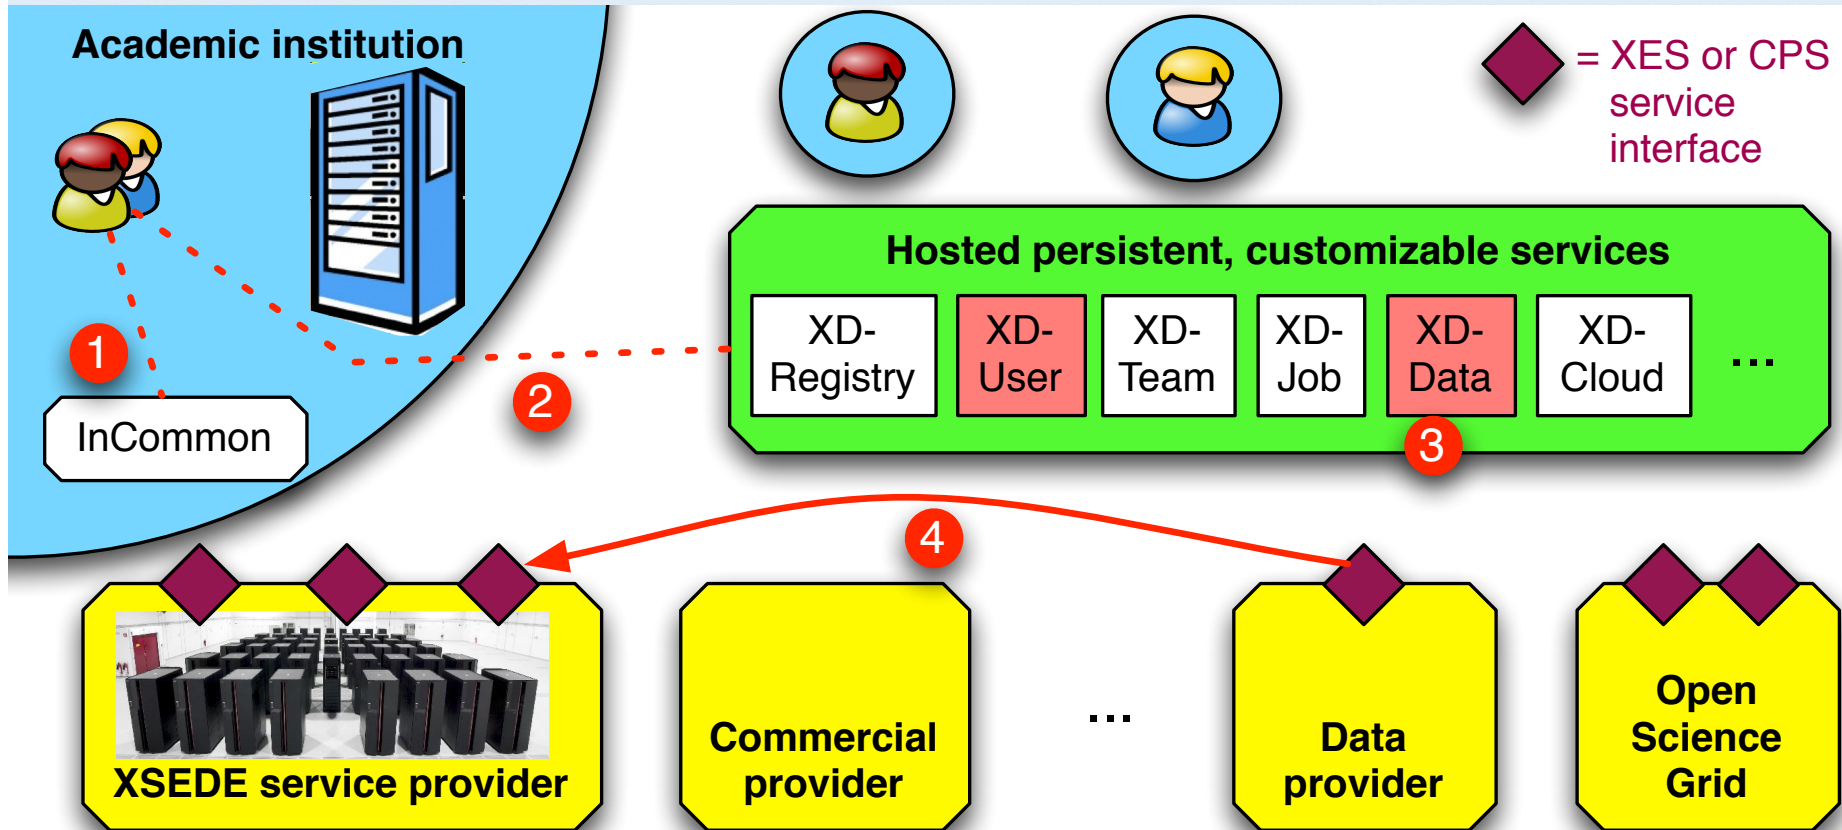 Academic institution
= XES or CPS
service
interface
Hosted persistent, customizable services
XD-
Registry
XD-
User
XD-
Team
XD-
Job
XD-
Data
XD-
Cloud
...
1
2
3
InCommon
4
XSEDE service provider
Commercial
provider
...
Data
provider
Open
Science
Grid